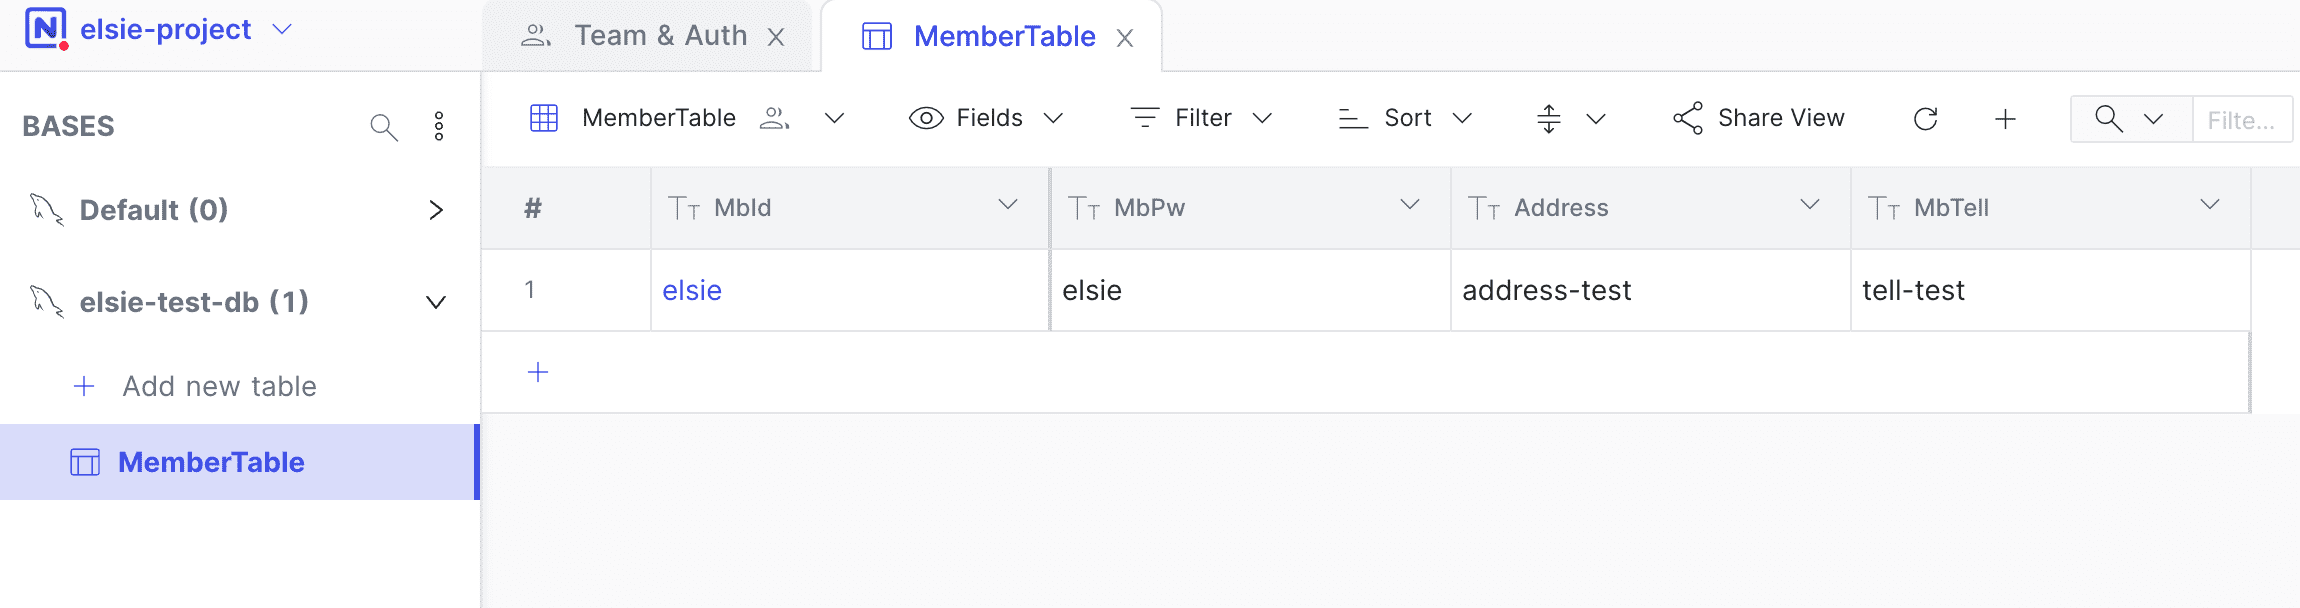 elsie-project
Team & Auth
MemberTable
BASES
MemberTable
Fields
Filter
Sort
Share View
Filte...
Default (0)
# MbId MbPw Address MbTell
elsie-test-db (1)
1 elsie elsie address-test tell-test
Add new table
MemberTable